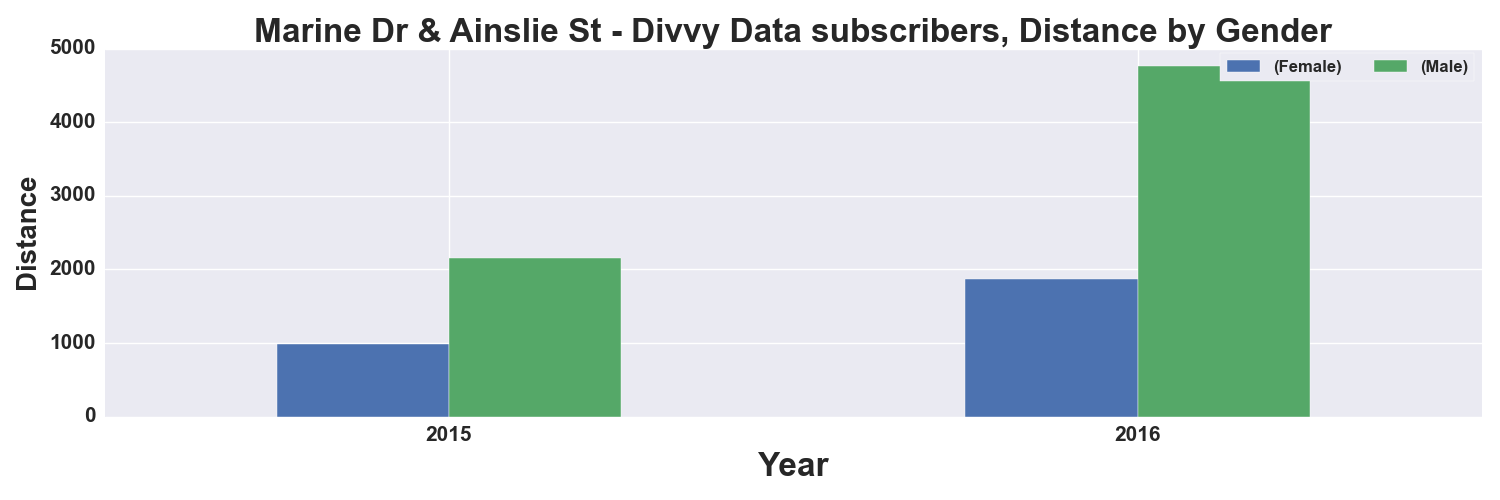 Marine Dr & Ainslie St - Divvy Data subscribers, Distance by Gender
(Female) (Male)
5000
4000
3000
2000
1000
0
Distance
2015 2016
Year